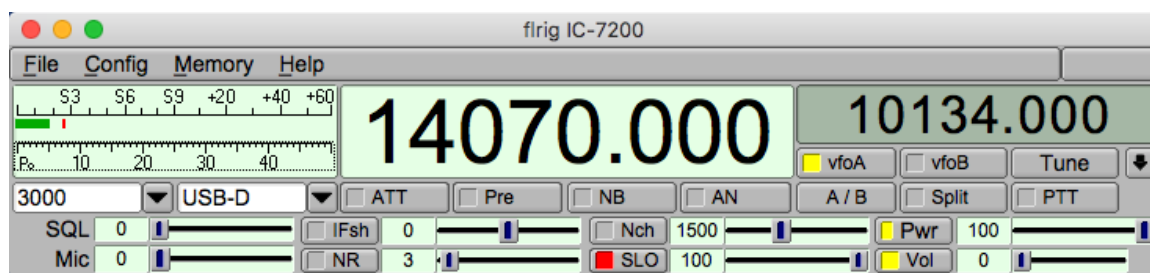 flrig IC-7200
File Config Memory Help
S3 S6 S9 +20 +40 +60
Po 10 20 30 40
14070.000
10134.000
vfoA vfoB Tune
3000 USB-D ATT Pre NB AN A / B Split PTT
SQL 0 IFsh 0 Nch 1500 Pwr 100
Mic 0 NR 3 SLO 100 Vol 0